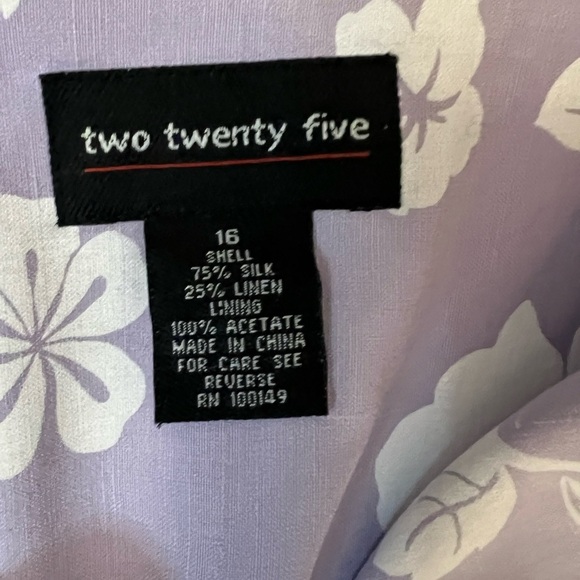 two twenty five
16
SHELL
75% SILK
25% LINEN
LINING
100% ACETATE
MADE IN CHINA
FOR CARE SEE
REVERSE
RN 100149